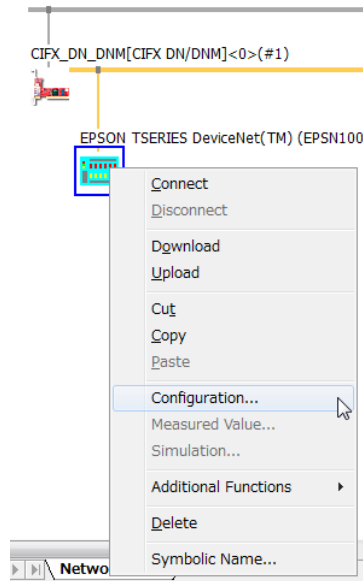 CIFX_DN_DNM[CIFX DN/DNM]<0>(#1)
EPSON TSERIES DeviceNet(TM) (EPSN100
Connect
Disconnect
Download
Upload
Cut
Copy
Paste
Configuration...
Measured Value...
Simulation...
Additional Functions
Delete
Symbolic Name...
Netwo